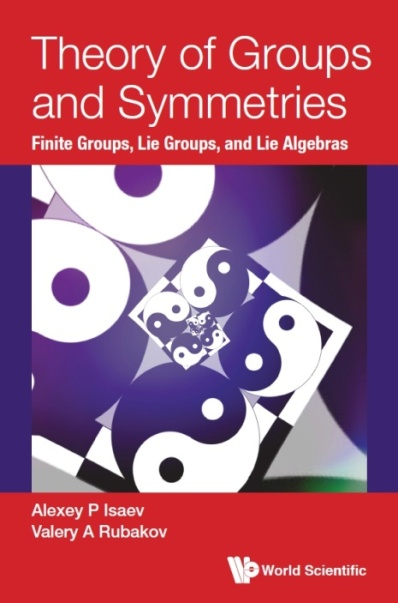 Theory of Groups
and Symmetries
Finite Groups, Lie Groups, and Lie Algebras
Alexey P Isaev
Valery A Rubakov
World Scientific